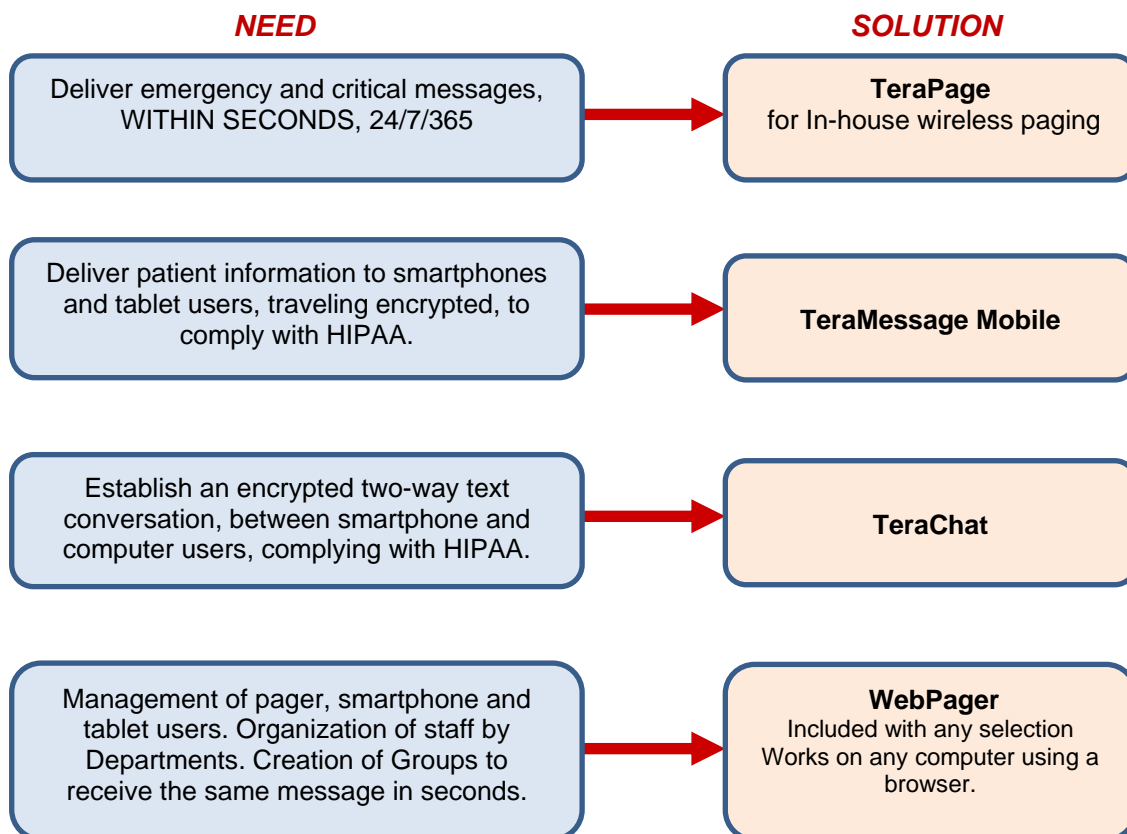 NEED
SOLUTION
Deliver emergency and critical messages,
WITHIN SECONDS, 24/7/365
TeraPage
for In-house wireless paging
Deliver patient information to smartphones
and tablet users, traveling encrypted, to
comply with HIPAA.
TeraMessage Mobile
Establish an encrypted two-way text
conversation, between smartphone and
computer users, complying with HIPAA.
TeraChat
Management of pager, smartphone and
tablet users. Organization of staff by
Departments. Creation of Groups to
receive the same message in seconds.
WebPager
Included with any selection
Works on any computer using a
browser.